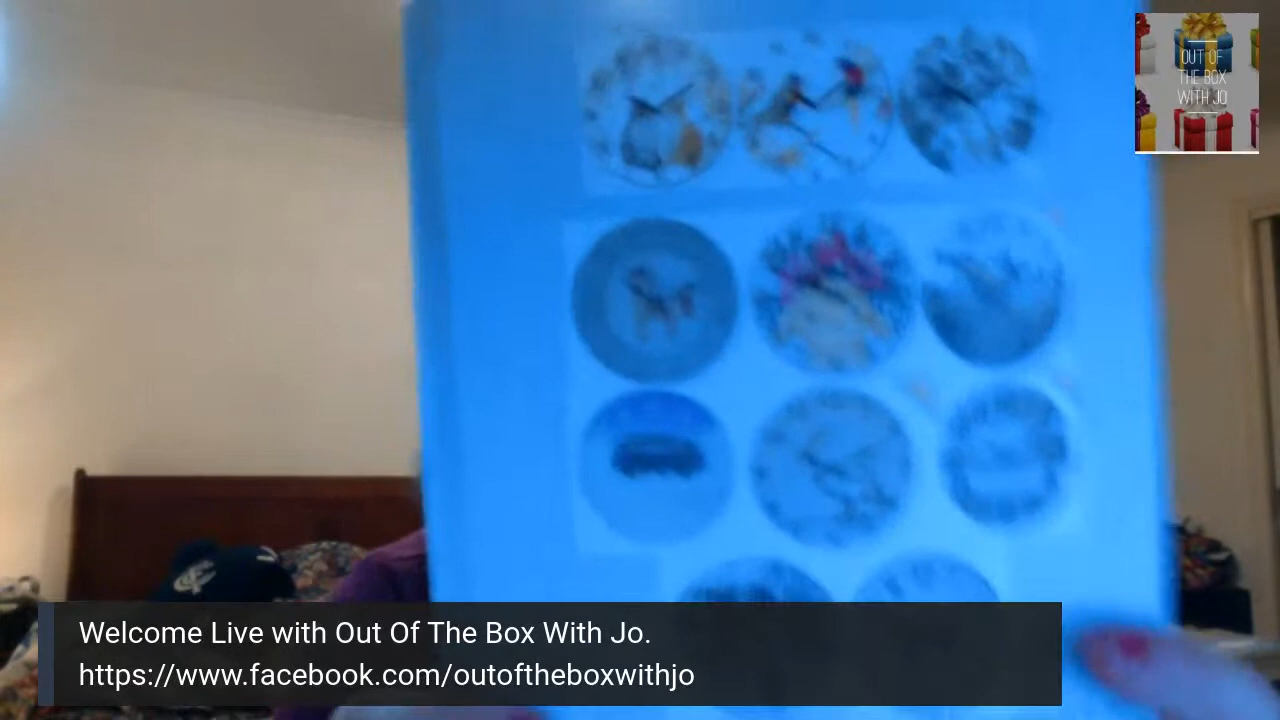 OUT OF
THE BOX
WITH JO
Welcome Live with Out Of The Box With Jo.
https://www.facebook.com/outoftheboxwithjo